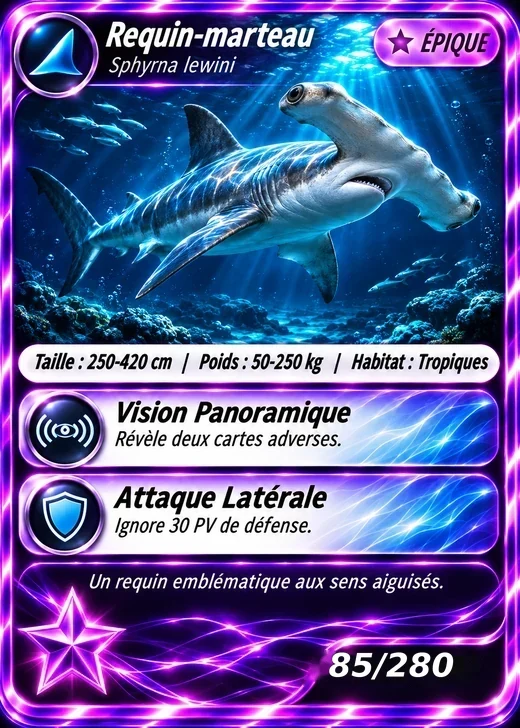 Requin-marteau
Sphyrna lewini
ÉPIQUE
Taille : 250-420 cm | Poids : 50-250 kg | Habitat : Tropiques
Vision Panoramique
Révèle deux cartes adverses.
Attaque Latérale
Ignore 30 PV de défense.
Un requin emblématique aux sens aiguisés.
85/280